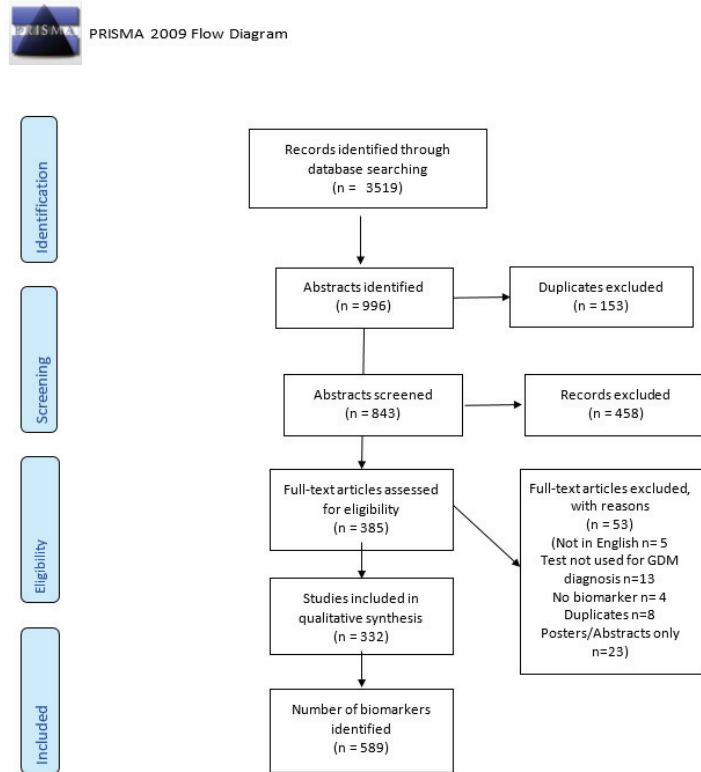 PRISMA
PRISMA 2009 Flow Diagram
Identification
Records identified through
database searching
(n = 3519)
Abstracts identified
(n = 996)
Duplicates excluded
(n = 153)
Screening
Abstracts screened
(n = 843)
Records excluded
(n = 458)
Eligibility
Full-text articles assessed
for eligibility
(n = 385)
Full-text articles excluded,
with reasons
(n = 53)
(Not in English n= 5
Test not used for GDM
diagnosis n=13
No biomarker n= 4
Duplicates n=8
Posters/Abstracts only
n=23)
Studies included in
qualitative synthesis
(n = 332)
Included
Number of biomarkers
identified
(n = 589)